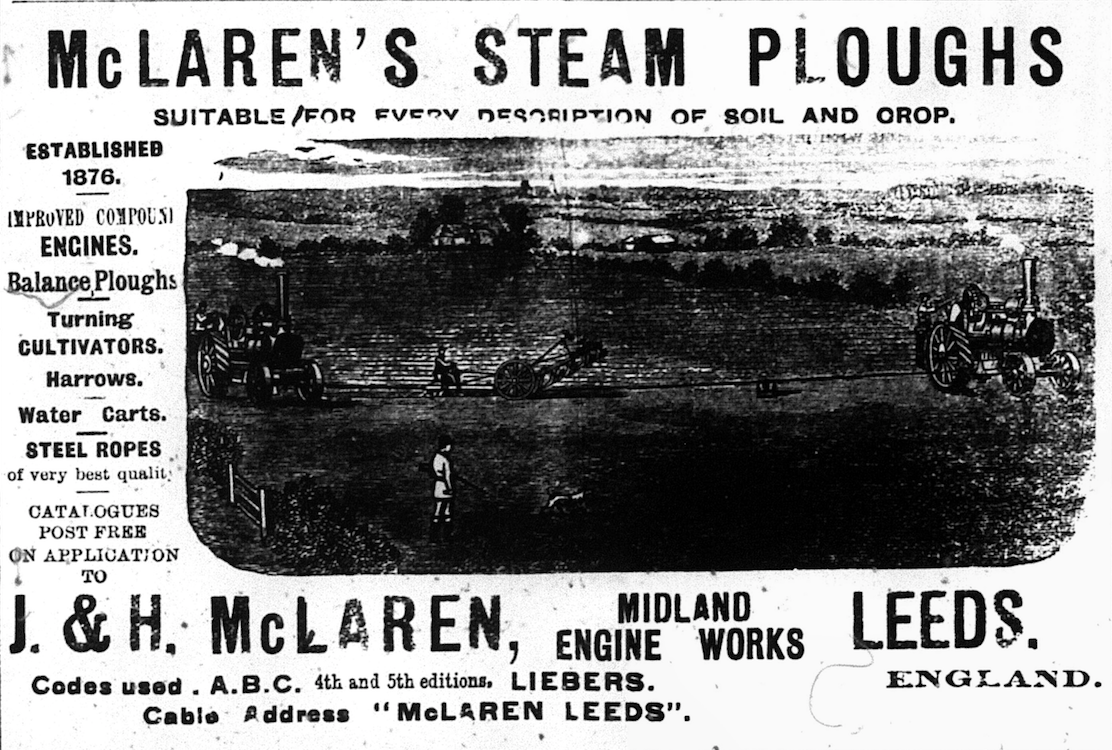 McLAREN'S STEAM PLOUGHS
SUITABLE FOR EVERY DESCRIPTION OF SOIL AND CROP.
ESTABLISHED
1876.
IMPROVED COMPOUND
ENGINES.
Balance Ploughs
Turning
CULTIVATORS.
Harrows.
Water Carts.
STEEL ROPES
of very best quality
CATALOGUES
POST FREE
ON APPLICATION
TO
J. & H. McLAREN,
MIDLAND
ENGINE WORKS
LEEDS.
ENGLAND.
Codes used . A.B.C. 4th and 5th editions. LIEBERS.
Cable Address "McLAREN LEEDS".